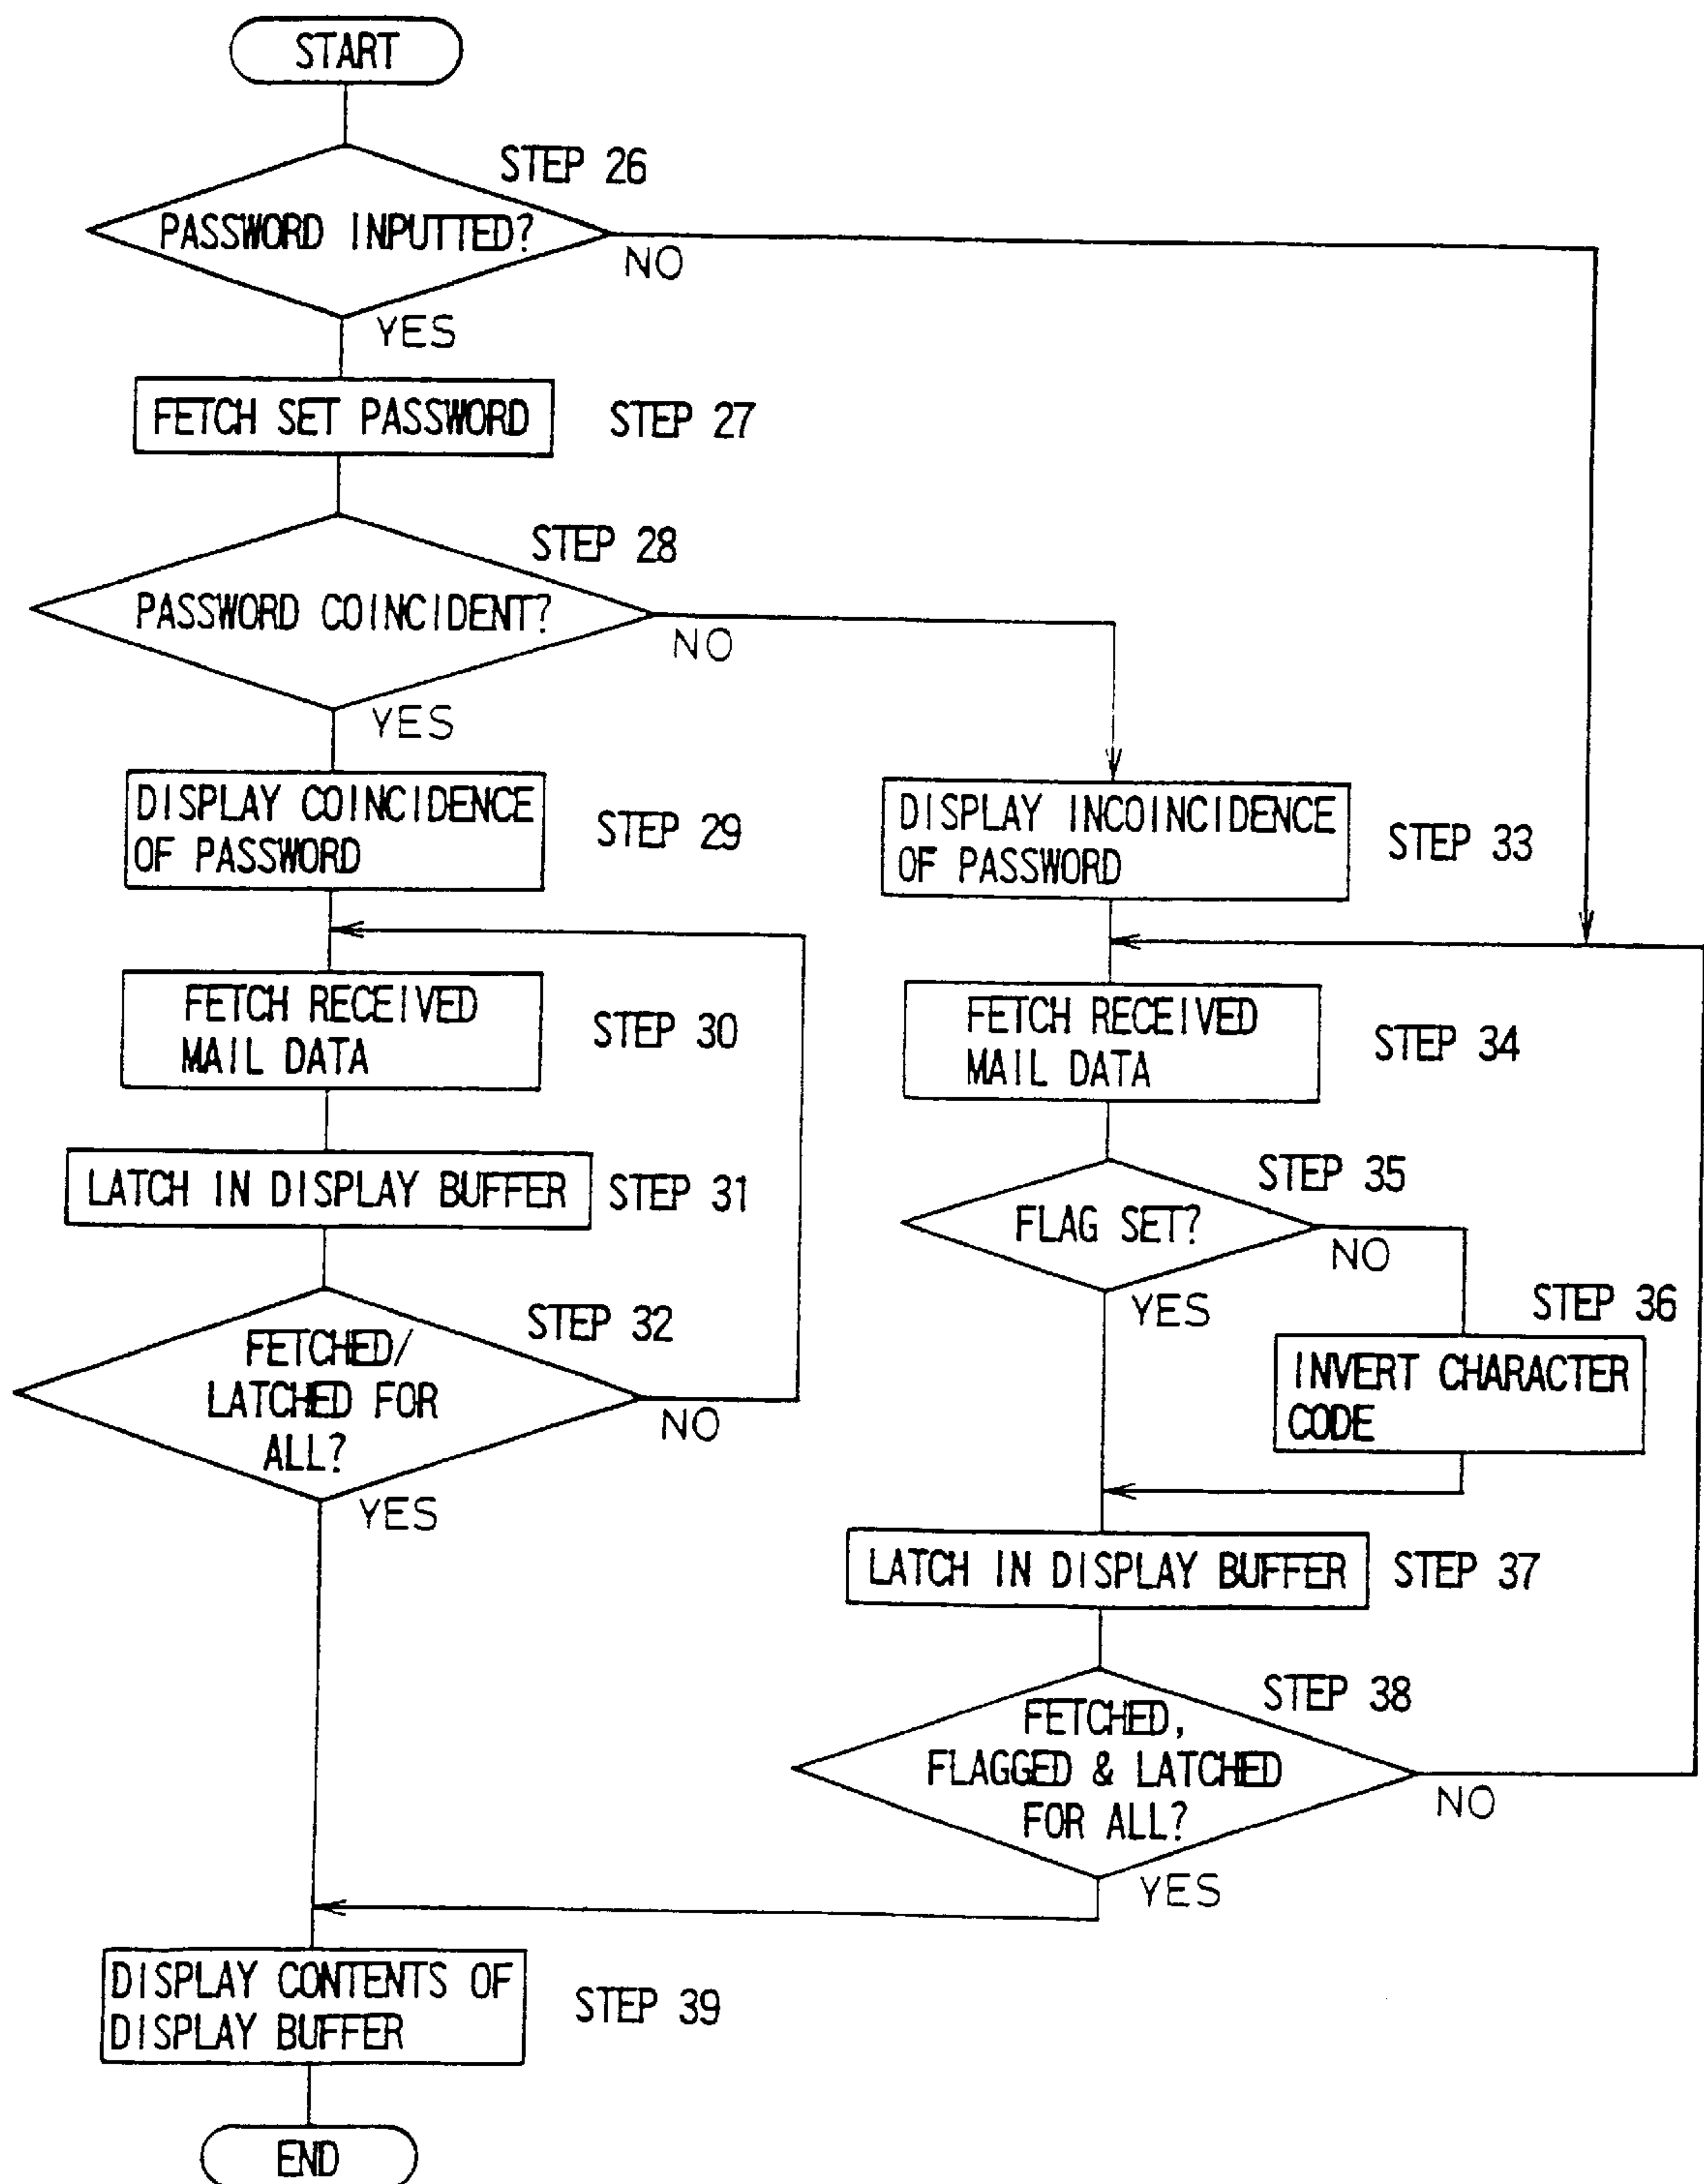 START
STEP 26
PASSWORD INPUTTED?
NO
YES
FETCH SET PASSWORD
STEP 27
STEP 28
PASSWORD COINCIDENT?
NO
YES
DISPLAY COINCIDENCE
OF PASSWORD
STEP 29
DISPLAY INCOINCIDENCE
OF PASSWORD
STEP 33
FETCH RECEIVED
MAIL DATA
STEP 30
FETCH RECEIVED
MAIL DATA
STEP 34
LATCH IN DISPLAY BUFFER
STEP 31
STEP 35
FLAG SET?
NO
YES
STEP 36
INVERT CHARACTER
CODE
STEP 32
FETCHED/
LATCHED FOR
ALL?
NO
YES
LATCH IN DISPLAY BUFFER
STEP 37
STEP 38
FETCHED,
FLAGGED & LATCHED
FOR ALL?
NO
YES
DISPLAY CONTENTS OF
DISPLAY BUFFER
STEP 39
END